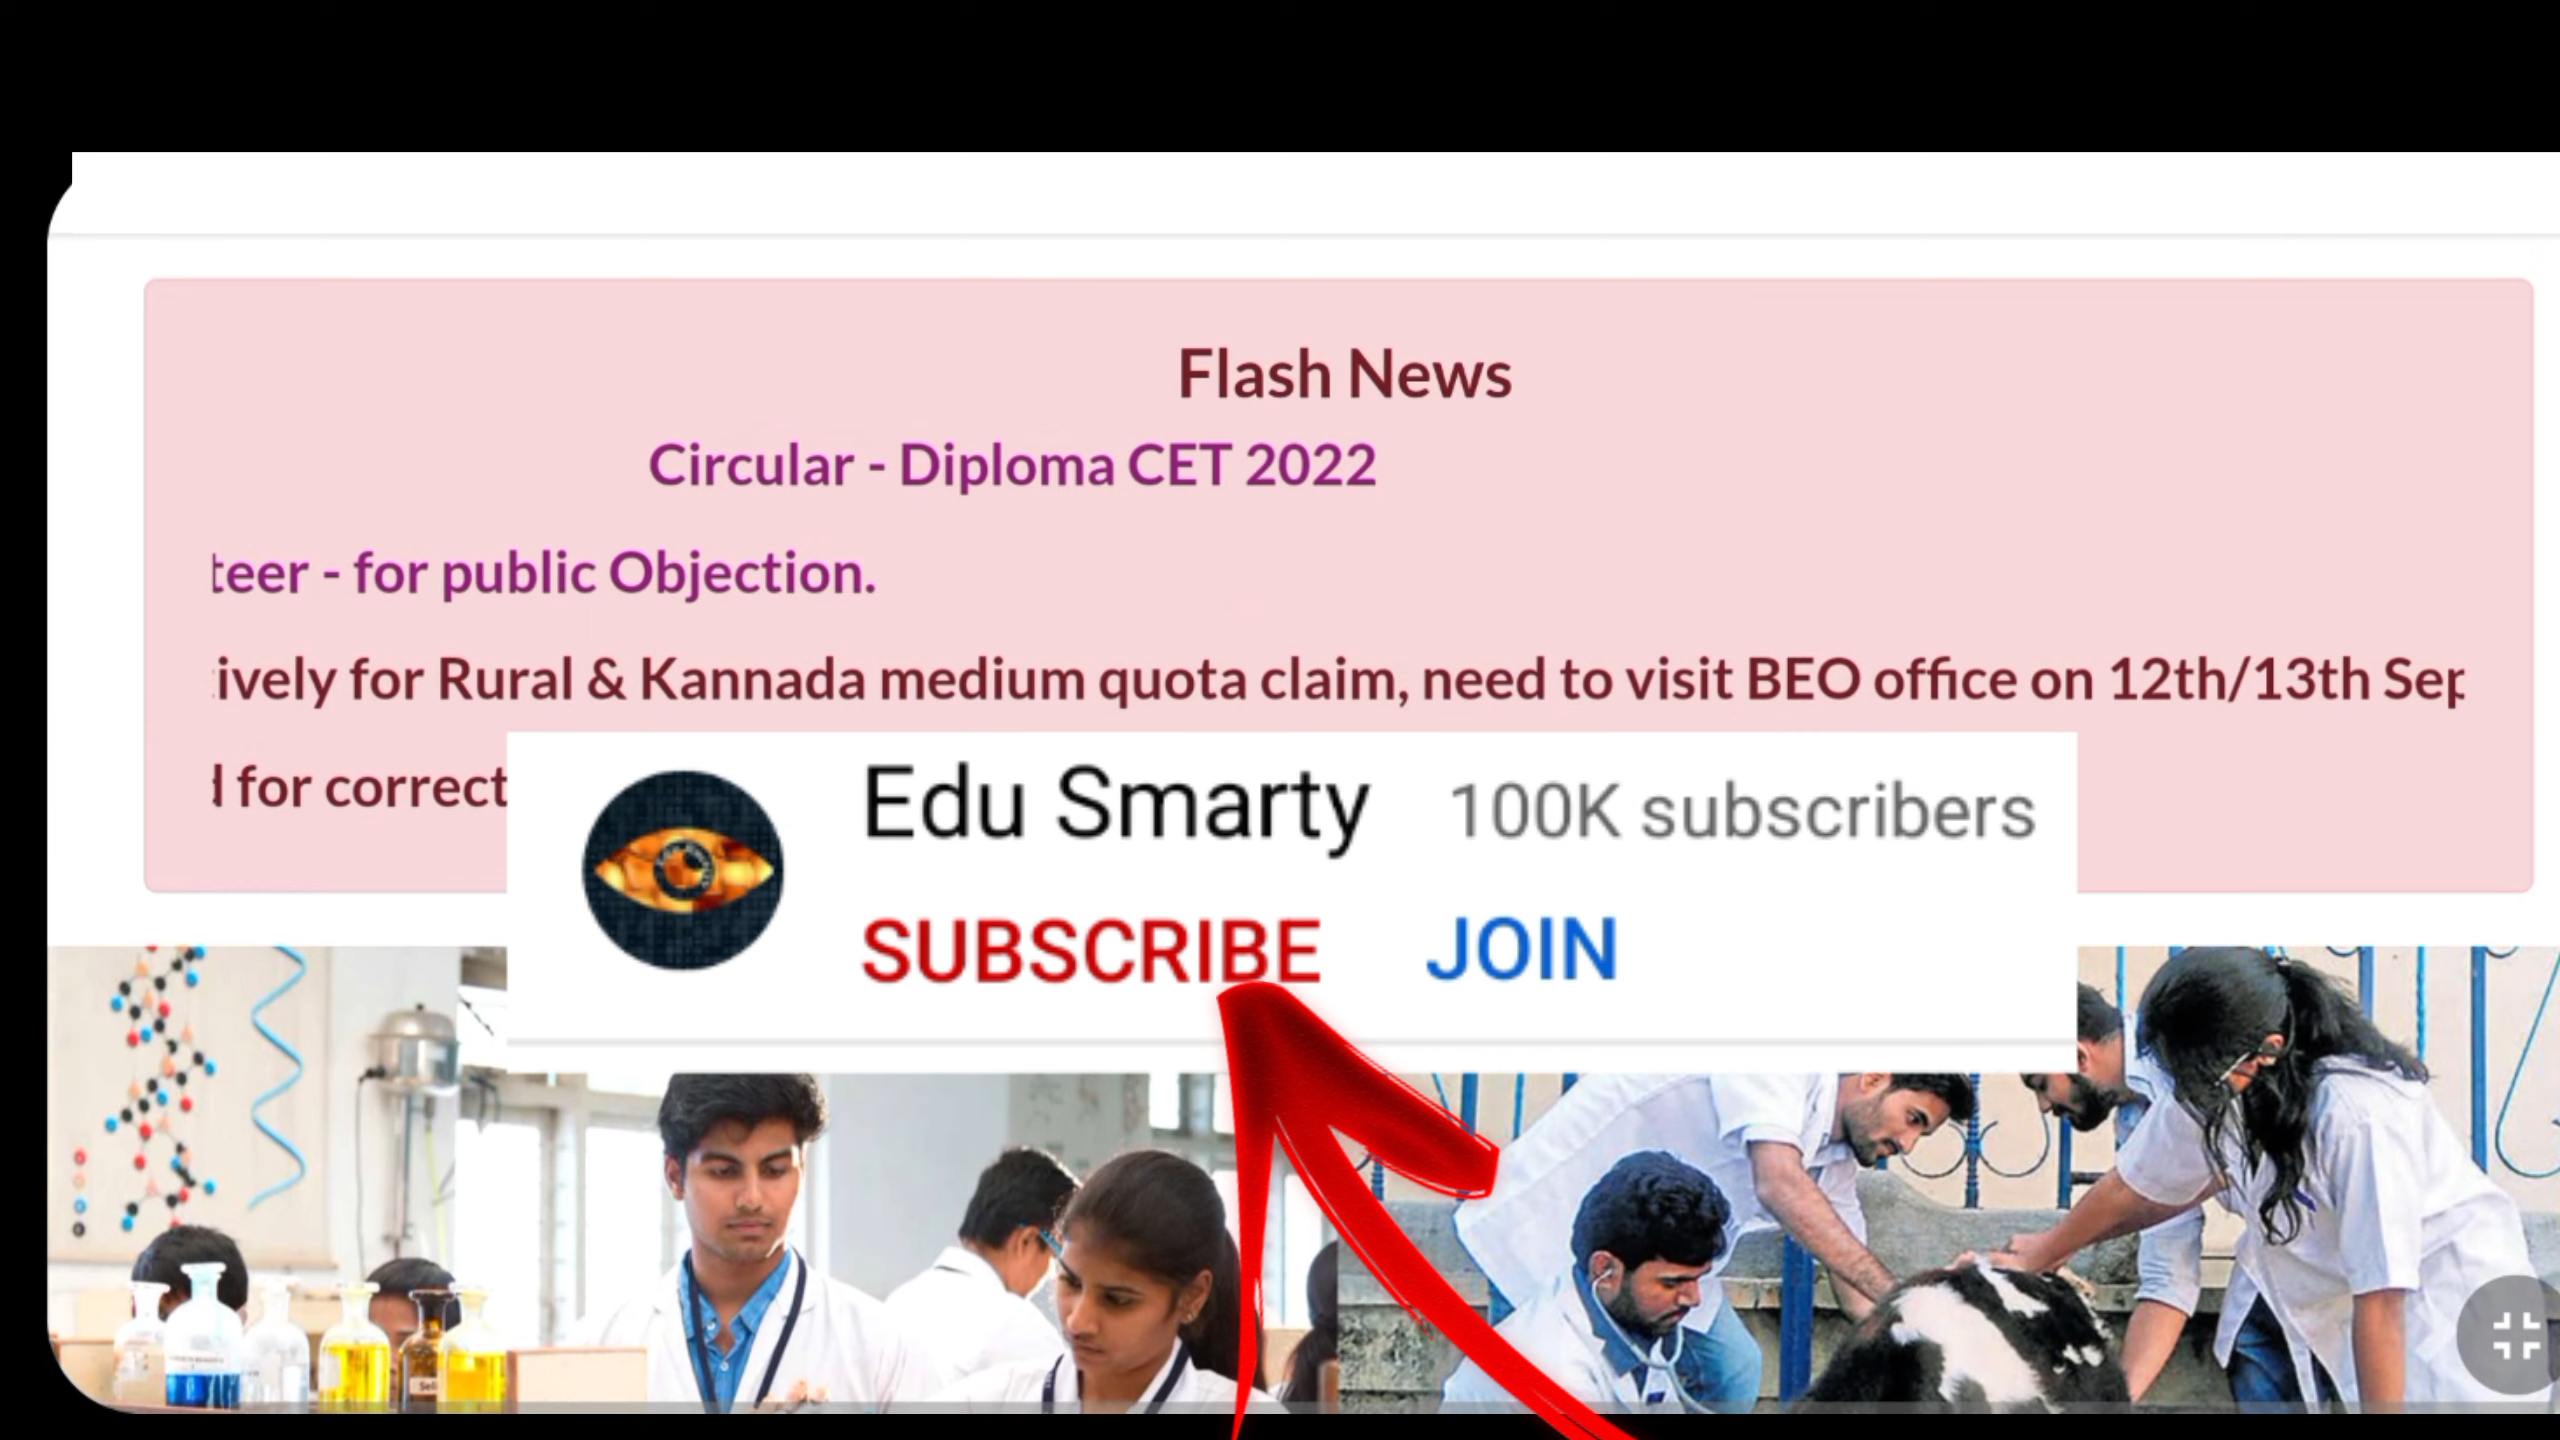 Flash News
Circular - Diploma CET 2022
teer - for public Objection.
ively for Rural & Kannada medium quota claim, need to visit BEO office on 12th/13th Sep
for correct
Edu Smarty 100K subscribers
SUBSCRIBE JOIN